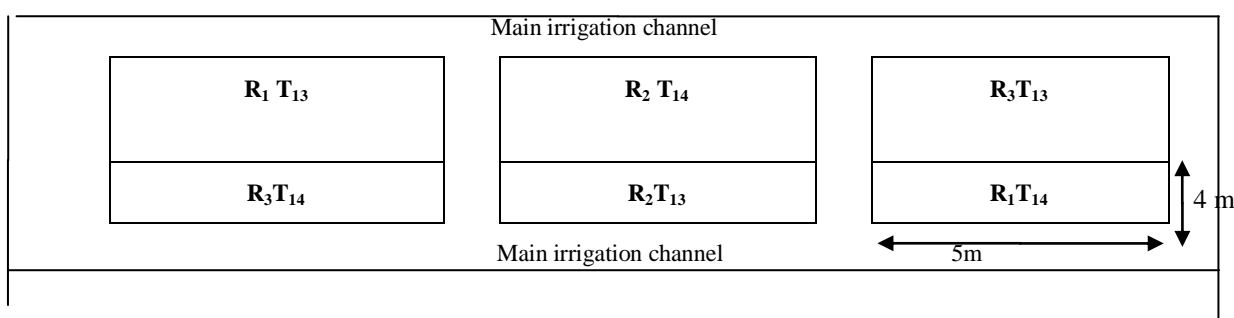 Main irrigation channel
R₁ T₁₃ R₂ T₁₄ R₃T₁₃
R₃T₁₄ R₂T₁₃ R₁T₁₄
4 m
Main irrigation channel 5m